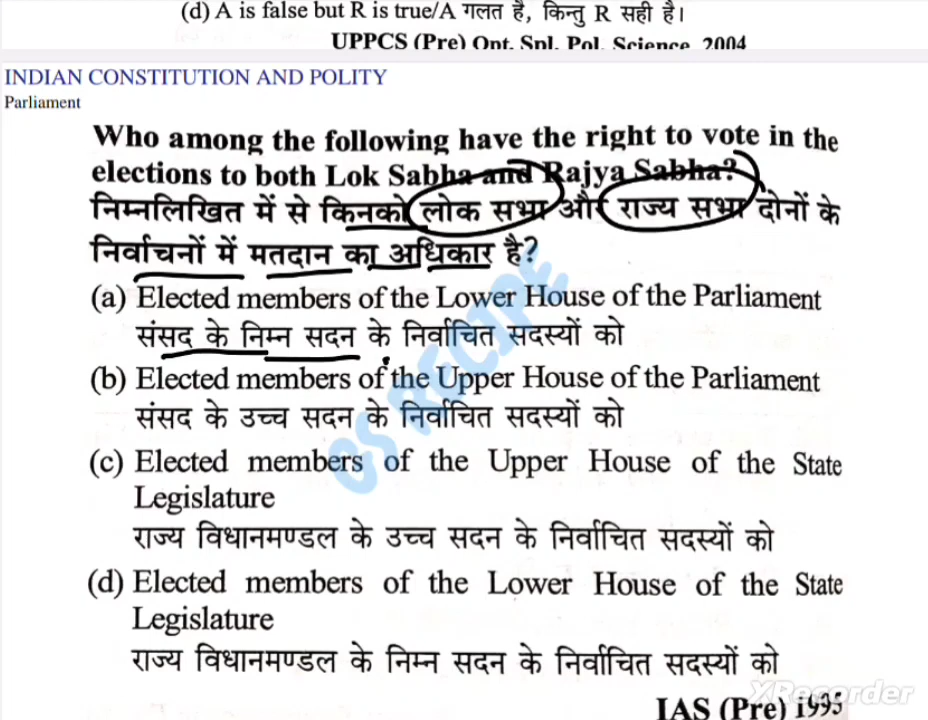 (d) A is false but R is true/A गलत है, किन्तु R सही है।
UPPCS (Pre) Opt. Spl. Pol. Science 2004
INDIAN CONSTITUTION AND POLITY
Parliament
Who among the following have the right to vote in the
elections to both Lok Sabha and Rajya Sabha?
निम्नलिखित में से किनको लोक सभा और राज्य सभा दोनों के
निर्वाचनों में मतदान का अधिकार है?
(a) Elected members of the Lower House of the Parliament
संसद के निम्न सदन के निर्वाचित सदस्यों को
(b) Elected members of the Upper House of the Parliament
संसद के उच्च सदन के निर्वाचित सदस्यों को
(c) Elected members of the Upper House of the State
Legislature
राज्य विधानमण्डल के उच्च सदन के निर्वाचित सदस्यों को
(d) Elected members of the Lower House of the State
Legislature
राज्य विधानमण्डल के निम्न सदन के निर्वाचित सदस्यों को
IAS (Pre) 1995
CS RECIPE
XRecorder